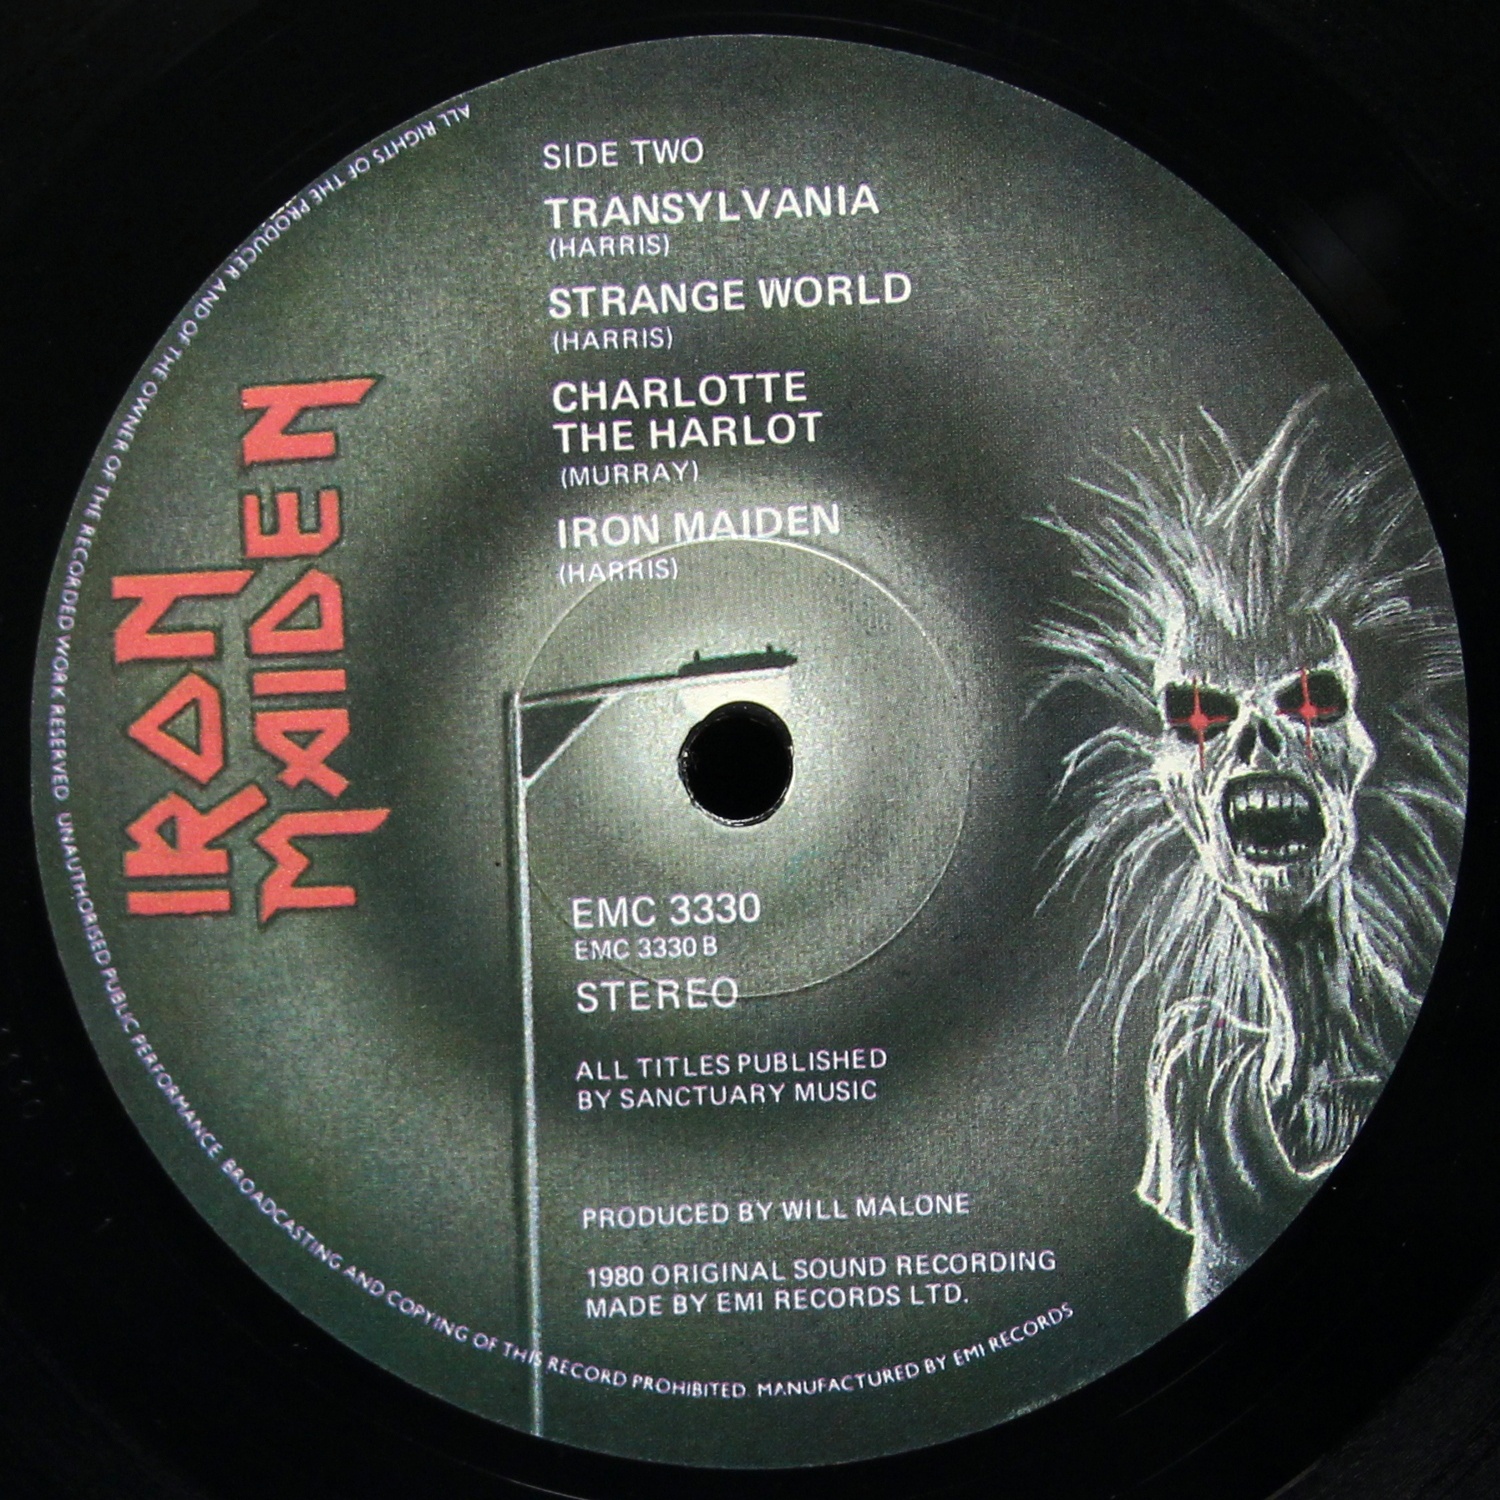 SIDE TWO
TRANSYLVANIA
(HARRIS)
STRANGE WORLD
(HARRIS)
CHARLOTTE
THE HARLOT
(MURRAY)
IRON MAIDEN
(HARRIS)
IRON
MAIDEN
EMC 3330
EMC 3330 B
STEREO
ALL TITLES PUBLISHED
BY SANCTUARY MUSIC
PRODUCED BY WILL MALONE
1980 ORIGINAL SOUND RECORDING
MADE BY EMI RECORDS LTD.
ALL RIGHTS OF THE PRODUCER AND OF THE OWNER OF THE RECORDED WORK RESERVED UNAUTHORISED PUBLIC PERFORMANCE BROADCASTING AND COPYING OF THIS RECORD PROHIBITED. MANUFACTURED BY EMI RECORDS